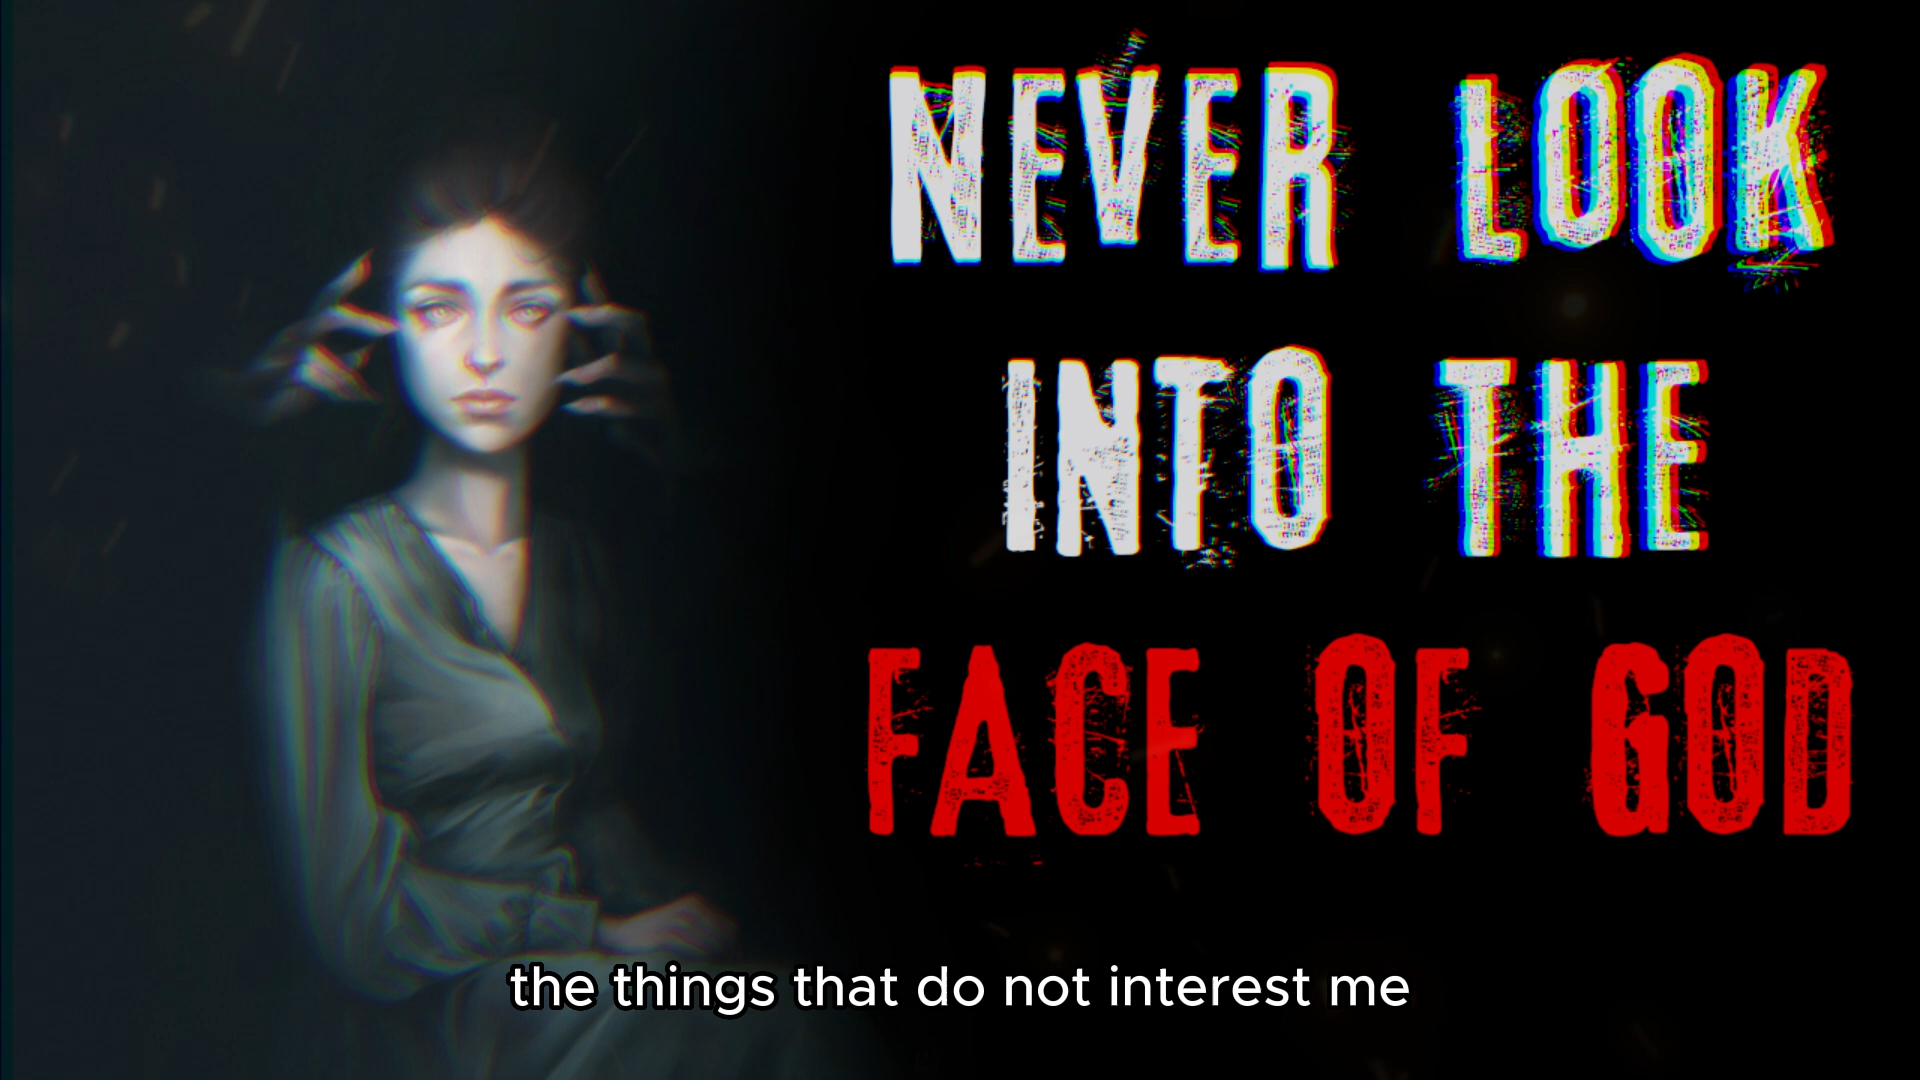 NEVER LOOK
INTO THE
FACE OF GOD
the things that do not interest me